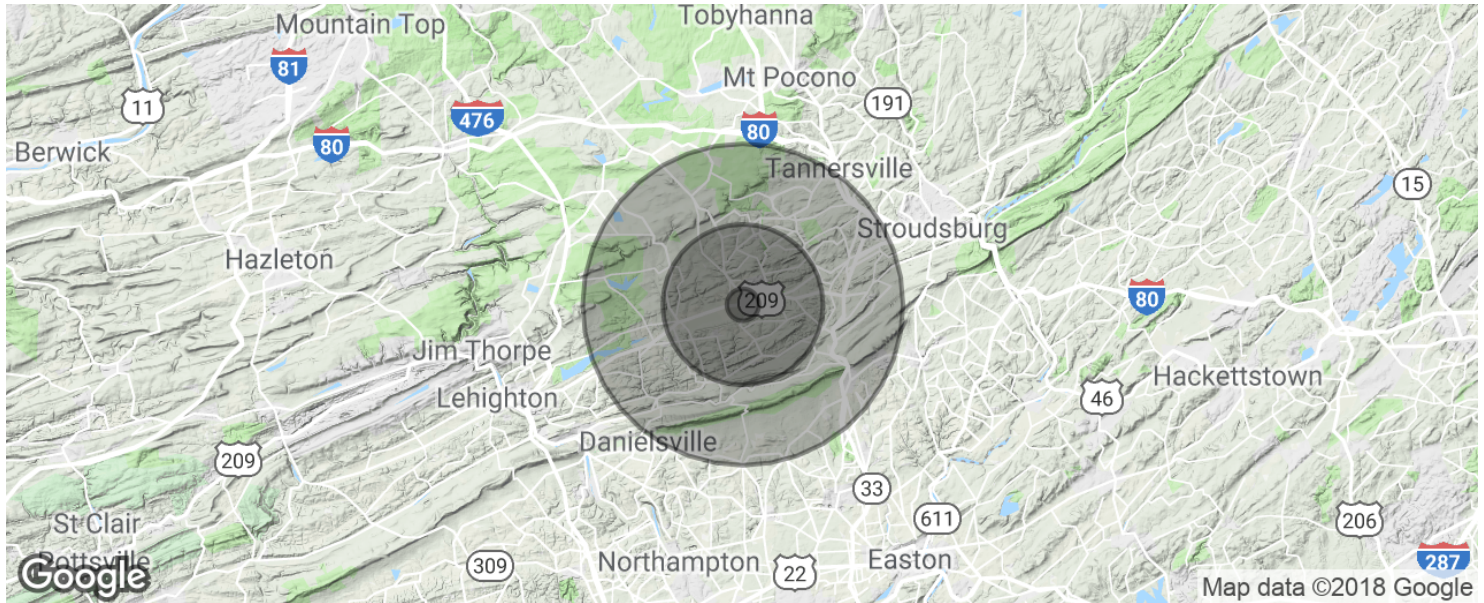 Mountain Top
Tobyhanna
81
Mt Pocono
11
191
476
80
80
Berwick
Tannersville
15
Stroudsburg
Hazleton
209
80
Jim Thorpe
Hackettstown
Lehighton
46
Danielsville
209
33
611
St Clair
206
Pottsville
Northampton
Easton
309
22
287
Google
Map data ©2018 Google